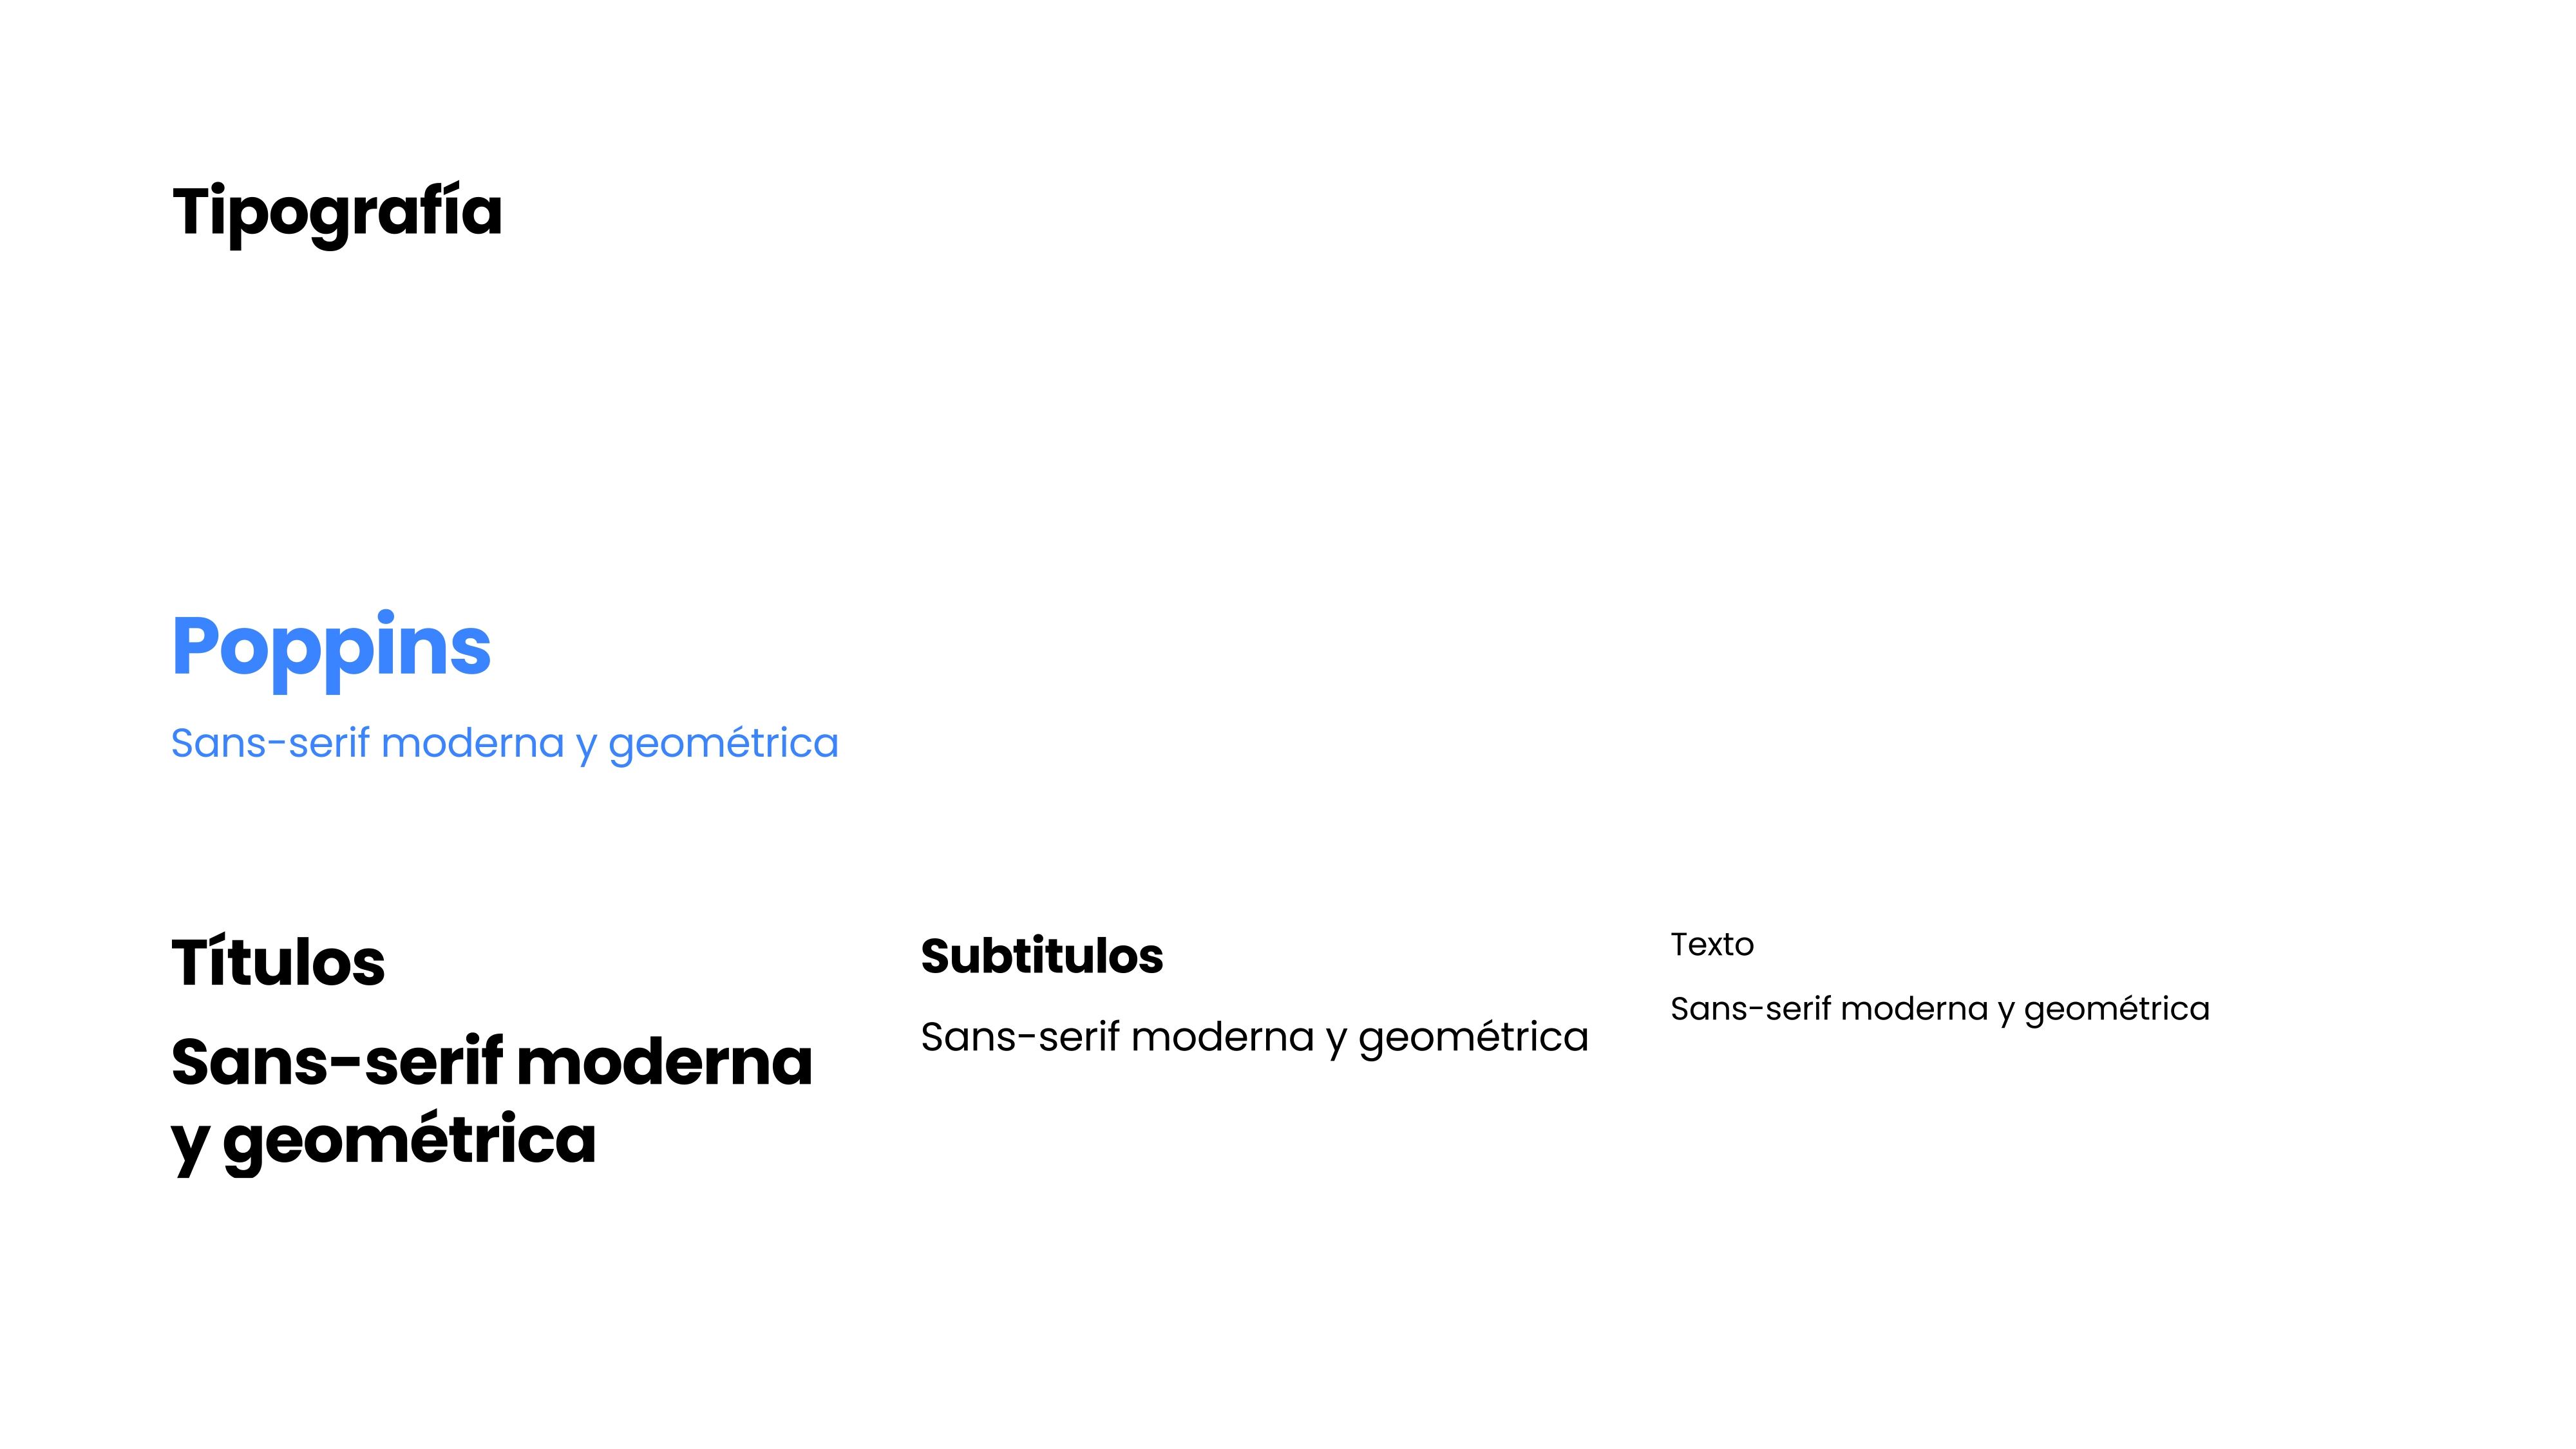 Tipografía
Poppins
Sans-serif moderna y geométrica
Títulos
Sans-serif moderna
y geométrica
Subtitulos
Sans-serif moderna y geométrica
Texto
Sans-serif moderna y geométrica